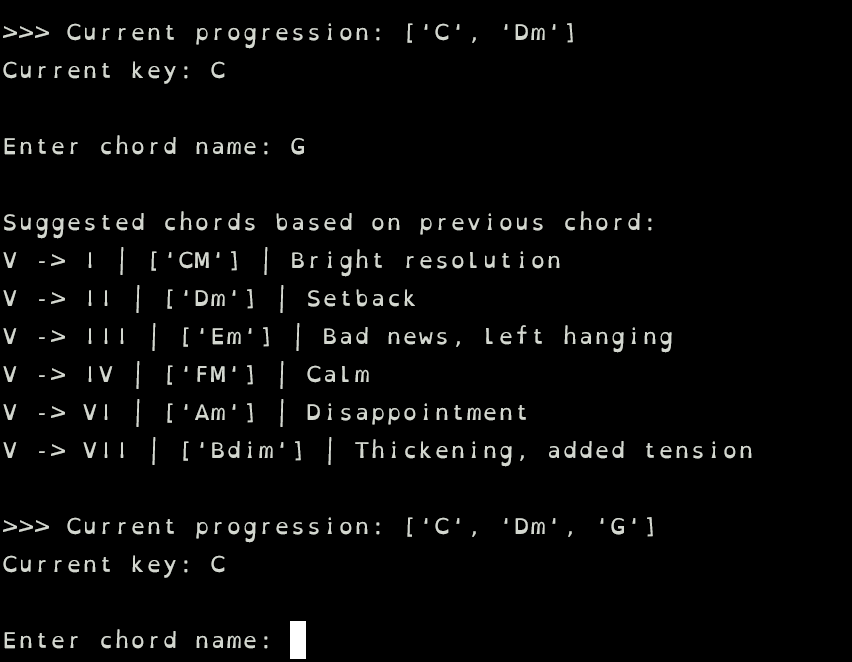 >>> Current progression: ['C', 'Dm']
Current key: C
Enter chord name: G
Suggested chords based on previous chord:
V -> I | ['CM'] | Bright resolution
V -> II | ['Dm'] | Setback
V -> III | ['Em'] | Bad news, left hanging
V -> IV | ['FM'] | Calm
V -> VI | ['Am'] | Disappointment
V -> VII | ['Bdim'] | Thickening, added tension
>>> Current progression: ['C', 'Dm', 'G']
Current key: C
Enter chord name: